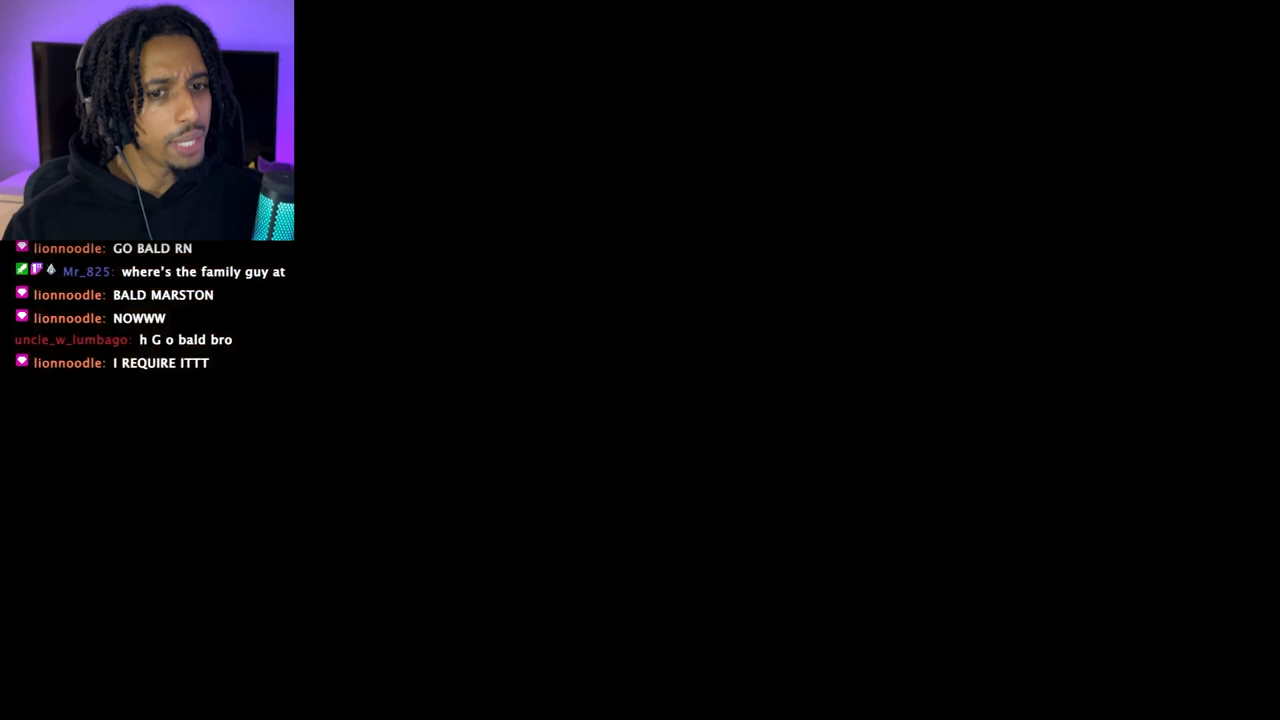 lionnoodle: GO BALD RN
Mr_825: where's the family guy at
lionnoodle: BALD MARSTON
lionnoodle: NOWWW
uncle_w_lumbago: h G o bald bro
lionnoodle: I REQUIRE ITTT